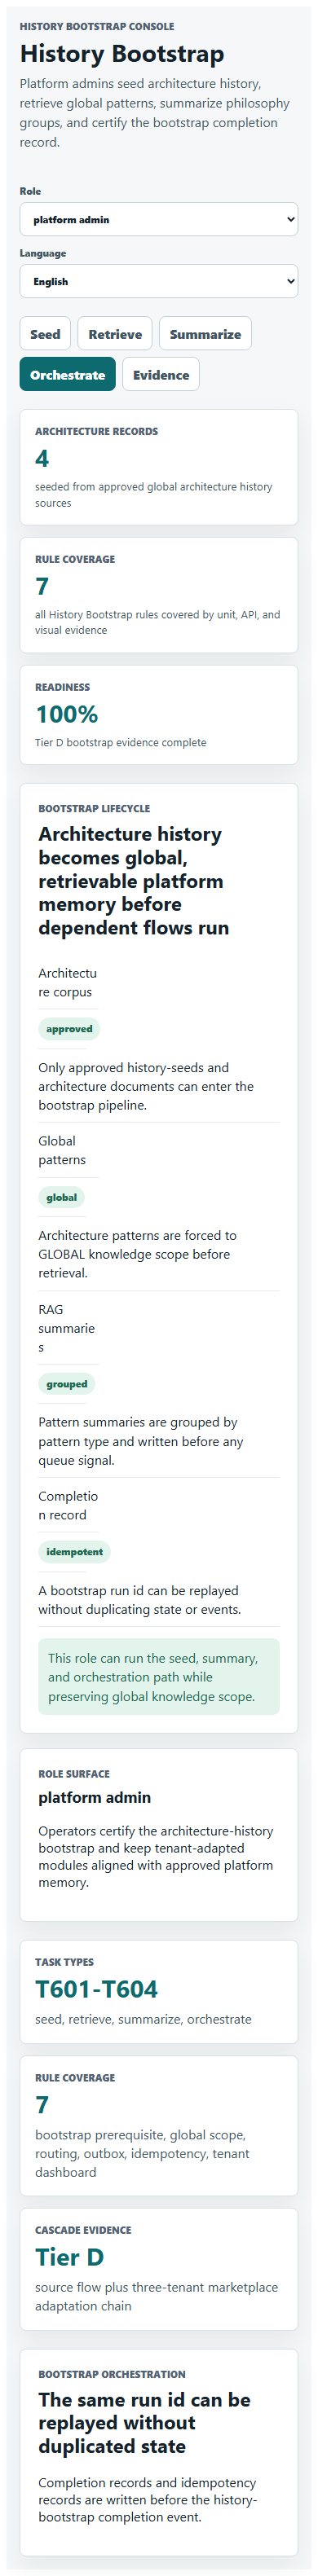 HISTORY BOOTSTRAP CONSOLE
History Bootstrap
Platform admins seed architecture history,
retrieve global patterns, summarize philosophy
groups, and certify the bootstrap completion
record.
Role
platform admin
Language
English
Seed Retrieve Summarize
Orchestrate Evidence
ARCHITECTURE RECORDS
4
seeded from approved global architecture history
sources
RULE COVERAGE
7
all History Bootstrap rules covered by unit, API, and
visual evidence
READINESS
100%
Tier D bootstrap evidence complete
BOOTSTRAP LIFECYCLE
Architecture history
becomes global,
retrievable platform
memory before
dependent flows run
Architectu
re corpus
approved
Only approved history-seeds and
architecture documents can enter the
bootstrap pipeline.
Global
patterns
global
Architecture patterns are forced to
GLOBAL knowledge scope before
retrieval.
RAG
summarie
s
grouped
Pattern summaries are grouped by
pattern type and written before any
queue signal.
Completio
n record
idempotent
A bootstrap run id can be replayed
without duplicating state or events.
This role can run the seed, summary,
and orchestration path while
preserving global knowledge scope.
ROLE SURFACE
platform admin
Operators certify the architecture-history
bootstrap and keep tenant-adapted
modules aligned with approved platform
memory.
TASK TYPES
T601-T604
seed, retrieve, summarize, orchestrate
RULE COVERAGE
7
bootstrap prerequisite, global scope,
routing, outbox, idempotency, tenant
dashboard
CASCADE EVIDENCE
Tier D
source flow plus three-tenant marketplace
adaptation chain
BOOTSTRAP ORCHESTRATION
The same run id can be
replayed without
duplicated state
Completion records and idempotency
records are written before the history-
bootstrap completion event.